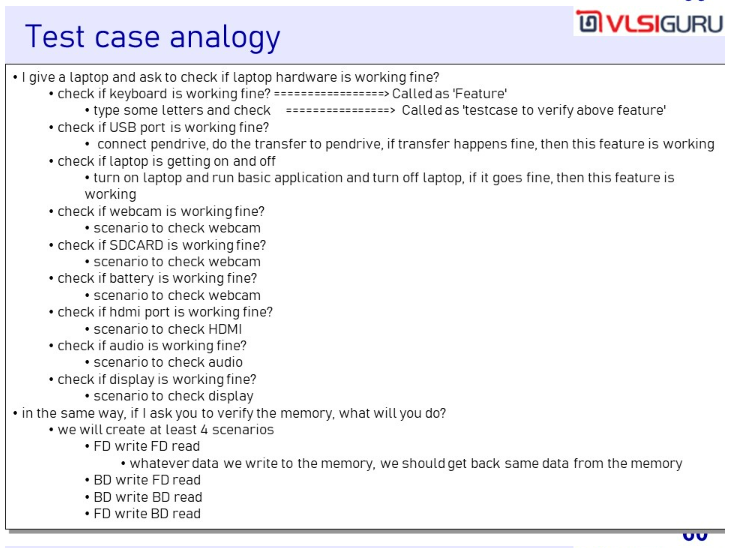 VLSIGURU
Test case analogy
• I give a laptop and ask to check if laptop hardware is working fine?
• check if keyboard is working fine? =================> Called as 'Feature'
• type some letters and check ================> Called as 'testcase to verify above feature'
• check if USB port is working fine?
• connect pendrive, do the transfer to pendrive, if transfer happens fine, then this feature is working
• check if laptop is getting on and off
• turn on laptop and run basic application and turn off laptop, if it goes fine, then this feature is
working
• check if webcam is working fine?
• scenario to check webcam
• check if SDCARD is working fine?
• scenario to check webcam
• check if battery is working fine?
• scenario to check webcam
• check if hdmi port is working fine?
• scenario to check HDMI
• check if audio is working fine?
• scenario to check audio
• check if display is working fine?
• scenario to check display
• in the same way, if I ask you to verify the memory, what will you do?
• we will create at least 4 scenarios
• FD write FD read
• whatever data we write to the memory, we should get back same data from the memory
• BD write FD read
• BD write BD read
• FD write BD read